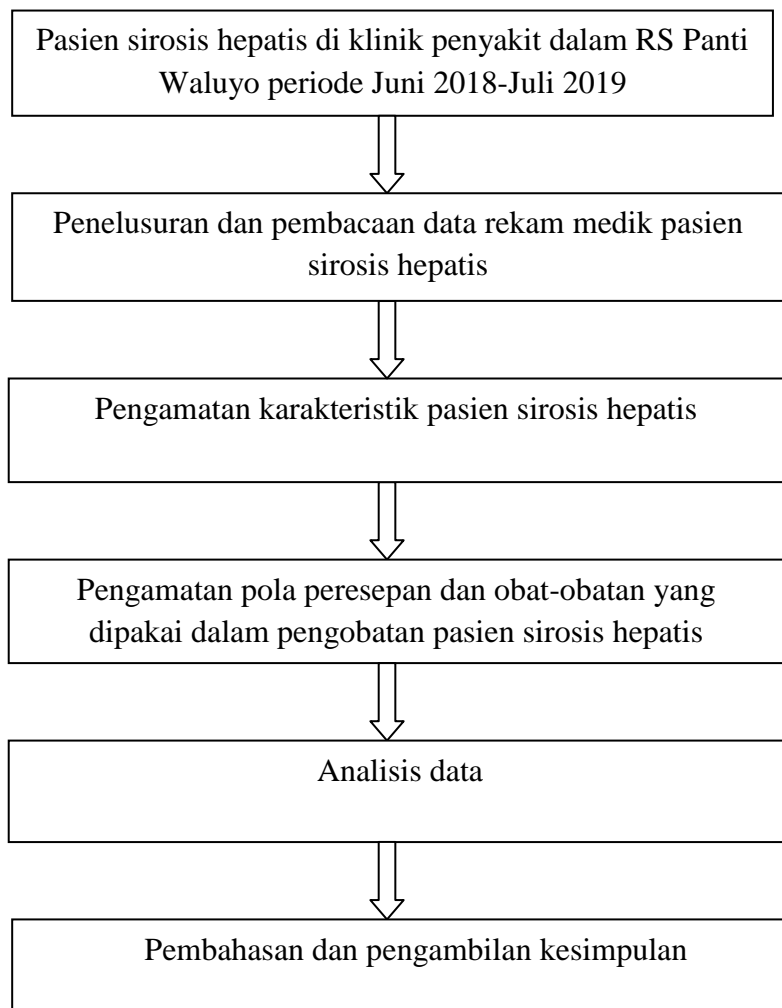 Pasien sirosis hepatis di klinik penyakit dalam RS Panti
Waluyo periode Juni 2018-Juli 2019
Penelusuran dan pembacaan data rekam medik pasien
sirosis hepatis
Pengamatan karakteristik pasien sirosis hepatis
Pengamatan pola peresepan dan obat-obatan yang
dipakai dalam pengobatan pasien sirosis hepatis
Analisis data
Pembahasan dan pengambilan kesimpulan